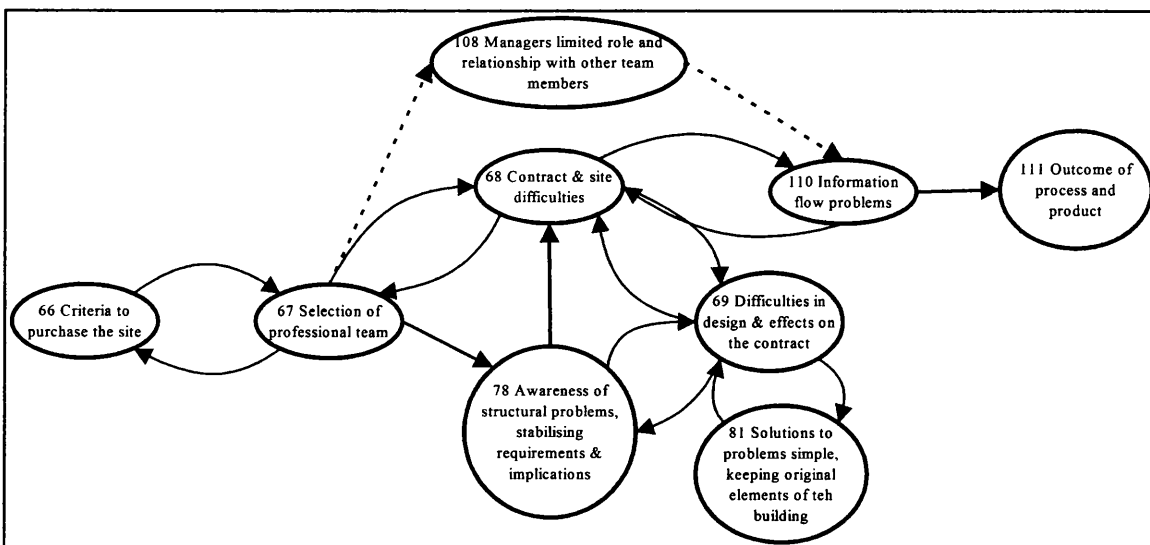 108 Managers limited role and
relationship with other team
members
68 Contract & site
difficulties
110 Information
flow problems
111 Outcome of
process and
product
66 Criteria to
purchase the site
67 Selection of
professional team
69 Difficulties in
design & effects on
the contract
78 Awareness of
structural problems,
stabilising
requirements &
implications
81 Solutions to
problems simple,
keeping original
elements of teh
building